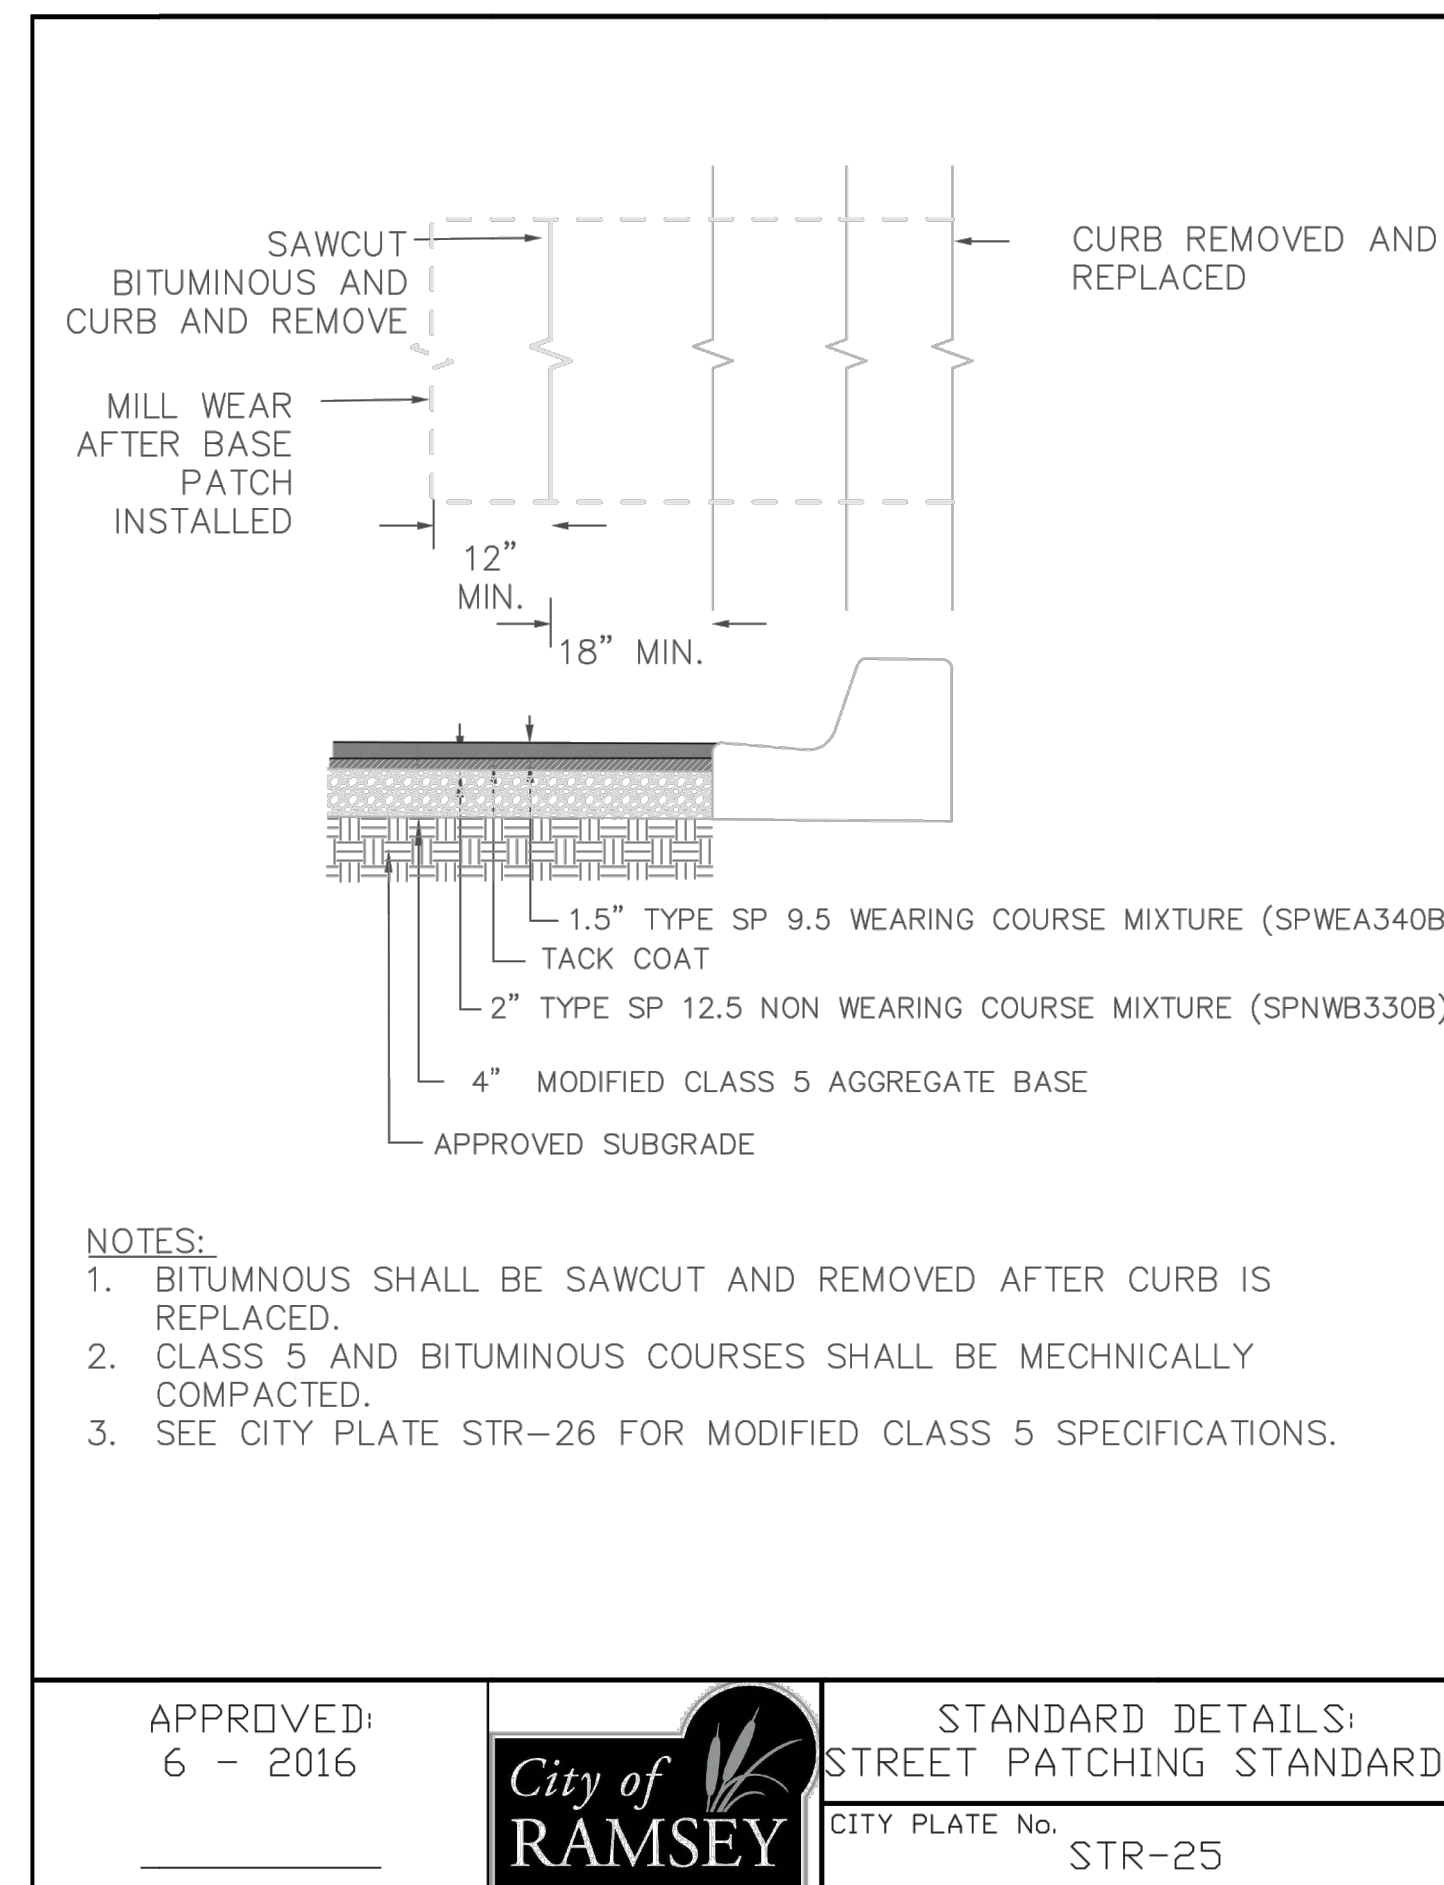 SAWCUT
BITUMINOUS AND
CURB AND REMOVE
CURB REMOVED AND
REPLACED
MILL WEAR
AFTER BASE
PATCH
INSTALLED
12”
MIN.
18” MIN.
1.5” TYPE SP 9.5 WEARING COURSE MIXTURE (SPWEA340B
TACK COAT
2” TYPE SP 12.5 NON WEARING COURSE MIXTURE (SPNWB330B)
4” MODIFIED CLASS 5 AGGREGATE BASE
APPROVED SUBGRADE
NOTES:
1. BITUMNOUS SHALL BE SAWCUT AND REMOVED AFTER CURB IS
REPLACED.
2. CLASS 5 AND BITUMINOUS COURSES SHALL BE MECHNICALLY
COMPACTED.
3. SEE CITY PLATE STR-26 FOR MODIFIED CLASS 5 SPECIFICATIONS.
APPROVED:
6 - 2016
City of
RAMSEY
STANDARD DETAILS:
STREET PATCHING STANDARD
CITY PLATE No.
STR-25